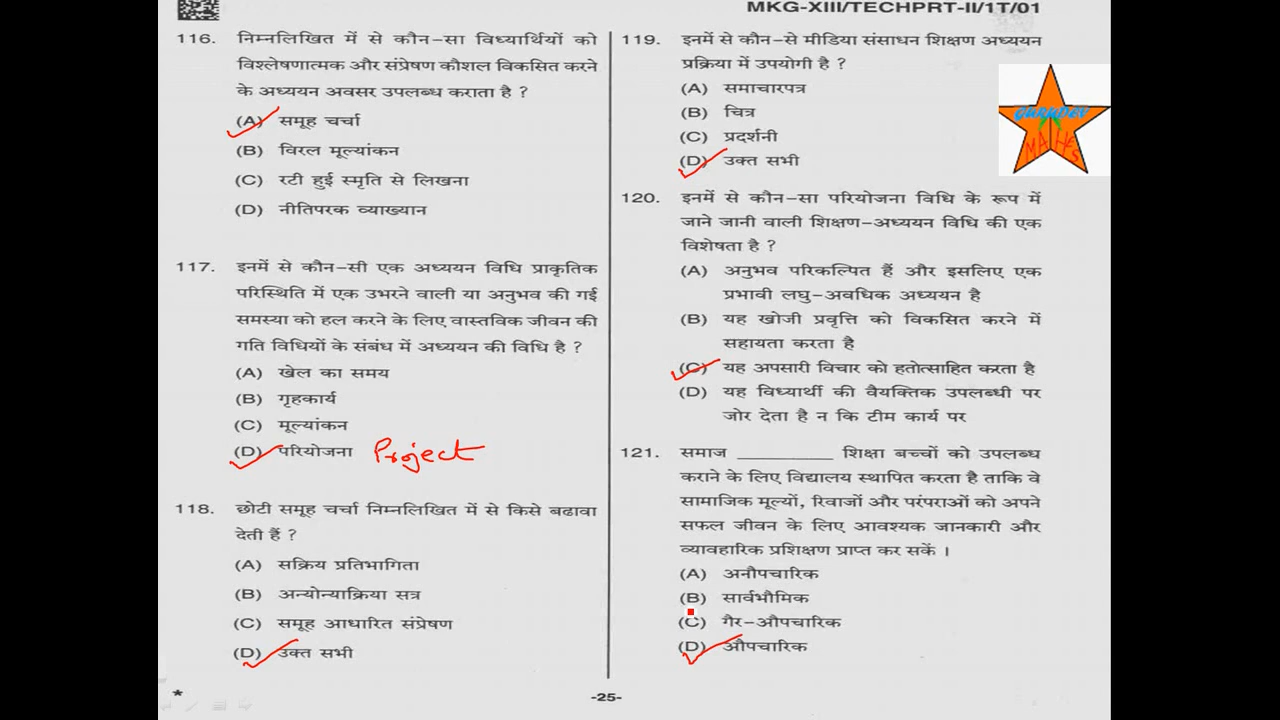 MKG-XIII/TECHPRT-II/1T/01
116. निम्नलिखित में से कौन-सा विध्यार्थियों को
विश्लेषणात्मक और संप्रेषण कौशल विकसित करने
के अध्ययन अवसर उपलब्ध कराता है ?
(A) समूह चर्चा
(B) विरल मूल्यांकन
(C) रटी हुई स्मृति से लिखना
(D) नीतिपरक व्याख्यान
117. इनमें से कौन-सी एक अध्ययन विधि प्राकृतिक
परिस्थिति में एक उभरने वाली या अनुभव की गई
समस्या को हल करने के लिए वास्तविक जीवन की
गति विधियों के संबंध में अध्ययन की विधि है ?
(A) खेल का समय
(B) गृहकार्य
(C) मूल्यांकन
(D) परियोजना Project
118. छोटी समूह चर्चा निम्नलिखित में से किसे बढावा
देती हैं ?
(A) सक्रिय प्रतिभागिता
(B) अन्योन्याक्रिया सत्र
(C) समूह आधारित संप्रेषण
(D) उक्त सभी
119. इनमें से कौन-से मीडिया संसाधन शिक्षण अध्ययन
प्रक्रिया में उपयोगी है ?
(A) समाचारपत्र
(B) चित्र
(C) प्रदर्शनी
(D) उक्त सभी
120. इनमें से कौन-सा परियोजना विधि के रूप में
जाने जानी वाली शिक्षण-अध्ययन विधि की एक
विशेषता है ?
(A) अनुभव परिकल्पित हैं और इसलिए एक
प्रभावी लघु-अवधिक अध्ययन है
(B) यह खोजी प्रवृत्ति को विकसित करने में
सहायता करता है
(C) यह अपसारी विचार को हतोत्साहित करता है
(D) यह विध्यार्थी की वैयक्तिक उपलब्धी पर
जोर देता है न कि टीम कार्य पर
121. समाज __________ शिक्षा बच्चों को उपलब्ध
कराने के लिए विद्यालय स्थापित करता है ताकि वे
सामाजिक मूल्यों, रिवाजों और परंपराओं को अपने
सफल जीवन के लिए आवश्यक जानकारी और
व्यावहारिक प्रशिक्षण प्राप्त कर सकें ।
(A) अनौपचारिक
(B) सार्वभौमिक
(C) गैर-औपचारिक
(D) औपचारिक
* -25-
GURUDEV
MATHES